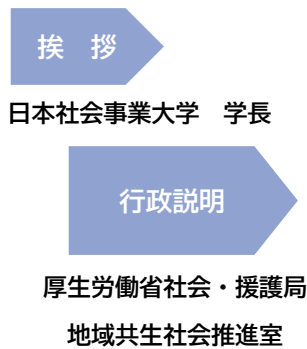 挨　拶
日本社会事業大学　学長
行政説明
厚生労働省社会・援護局
地域共生社会推進室